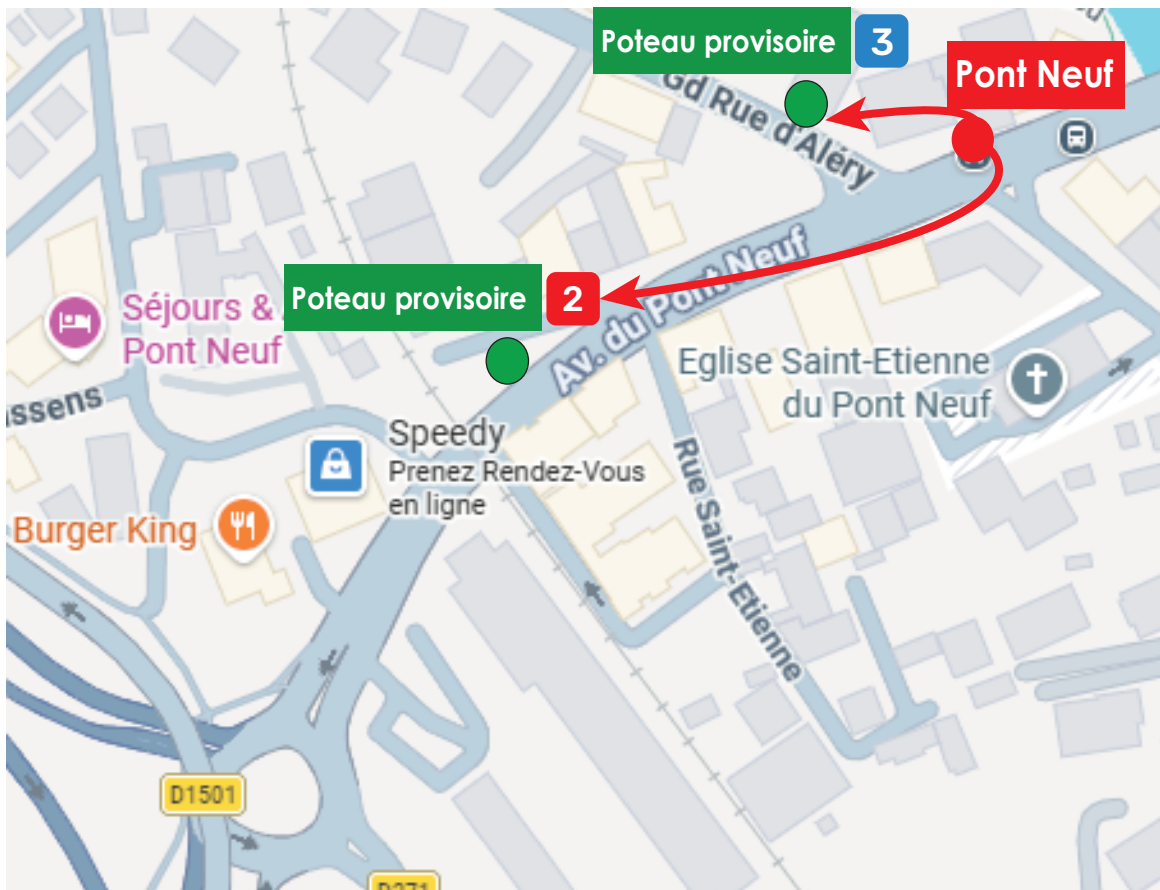 Poteau provisoire 3
Pont Neuf
Gd Rue d'Aléry
Poteau provisoire 2
Av. du Pont Neuf
Séjours &
Pont Neuf
Eglise Saint-Etienne
du Pont Neuf
ssens
Speedy
Prenez Rendez-Vous
en ligne
Rue Saint-Etienne
Burger King
D1501